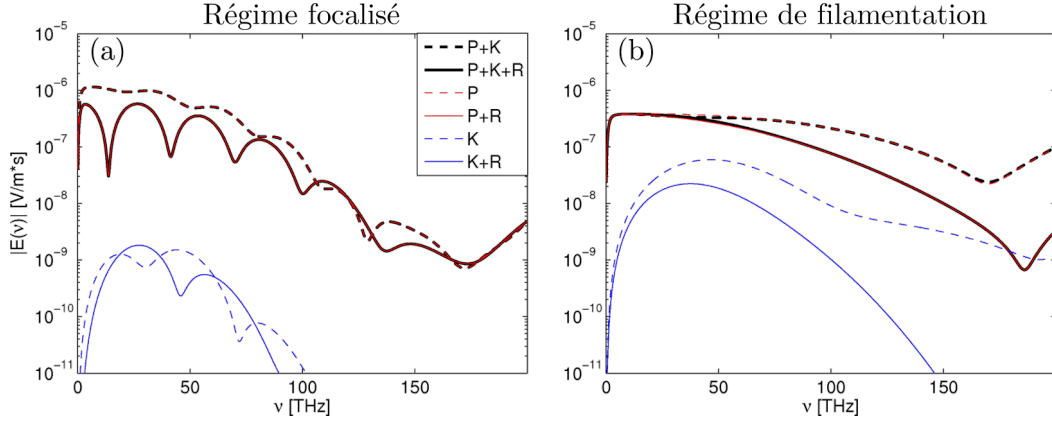 Régime focalisé
Régime de filamentation
(a)
(b)
P+K
P+K+R
P
P+R
K
K+R
|E(ν)| [V/m*s]
10^-5
10^-6
10^-7
10^-8
10^-9
10^-10
10^-11
0 50 100 150
ν [THz]
10^-5
10^-6
10^-7
10^-8
10^-9
10^-10
10^-11
0 50 100 150
ν [THz]